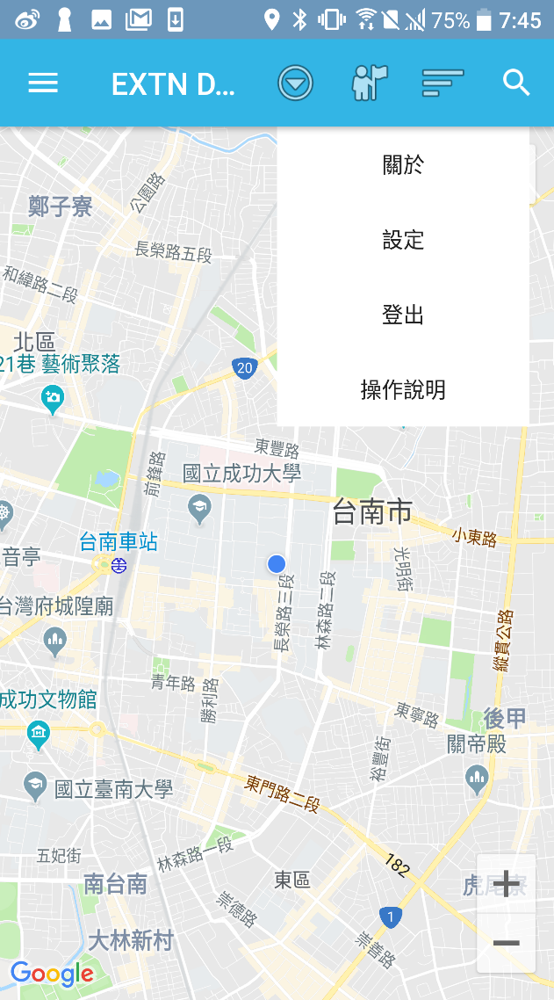 75% 7:45
EXTN D...
關於
設定
登出
操作說明
鄭子寮
公園路
長榮路五段
和緯路二段
北區
21巷 藝術聚落
20
東豐路
國立成功大學
前鋒路
台南市
小東路
台南車站
音亭
光明街
台灣府城隍廟
長榮路三段
林森路二段
縱貫公路
青年路
勝利路
成功文物館
東寧路
後甲
關帝殿
裕豐街
國立臺南大學
東門路二段
五妃街
林森路一段
182
南台南
東區
虎尾寮
+
崇德路
1
大林新村
崇善路
−
Google